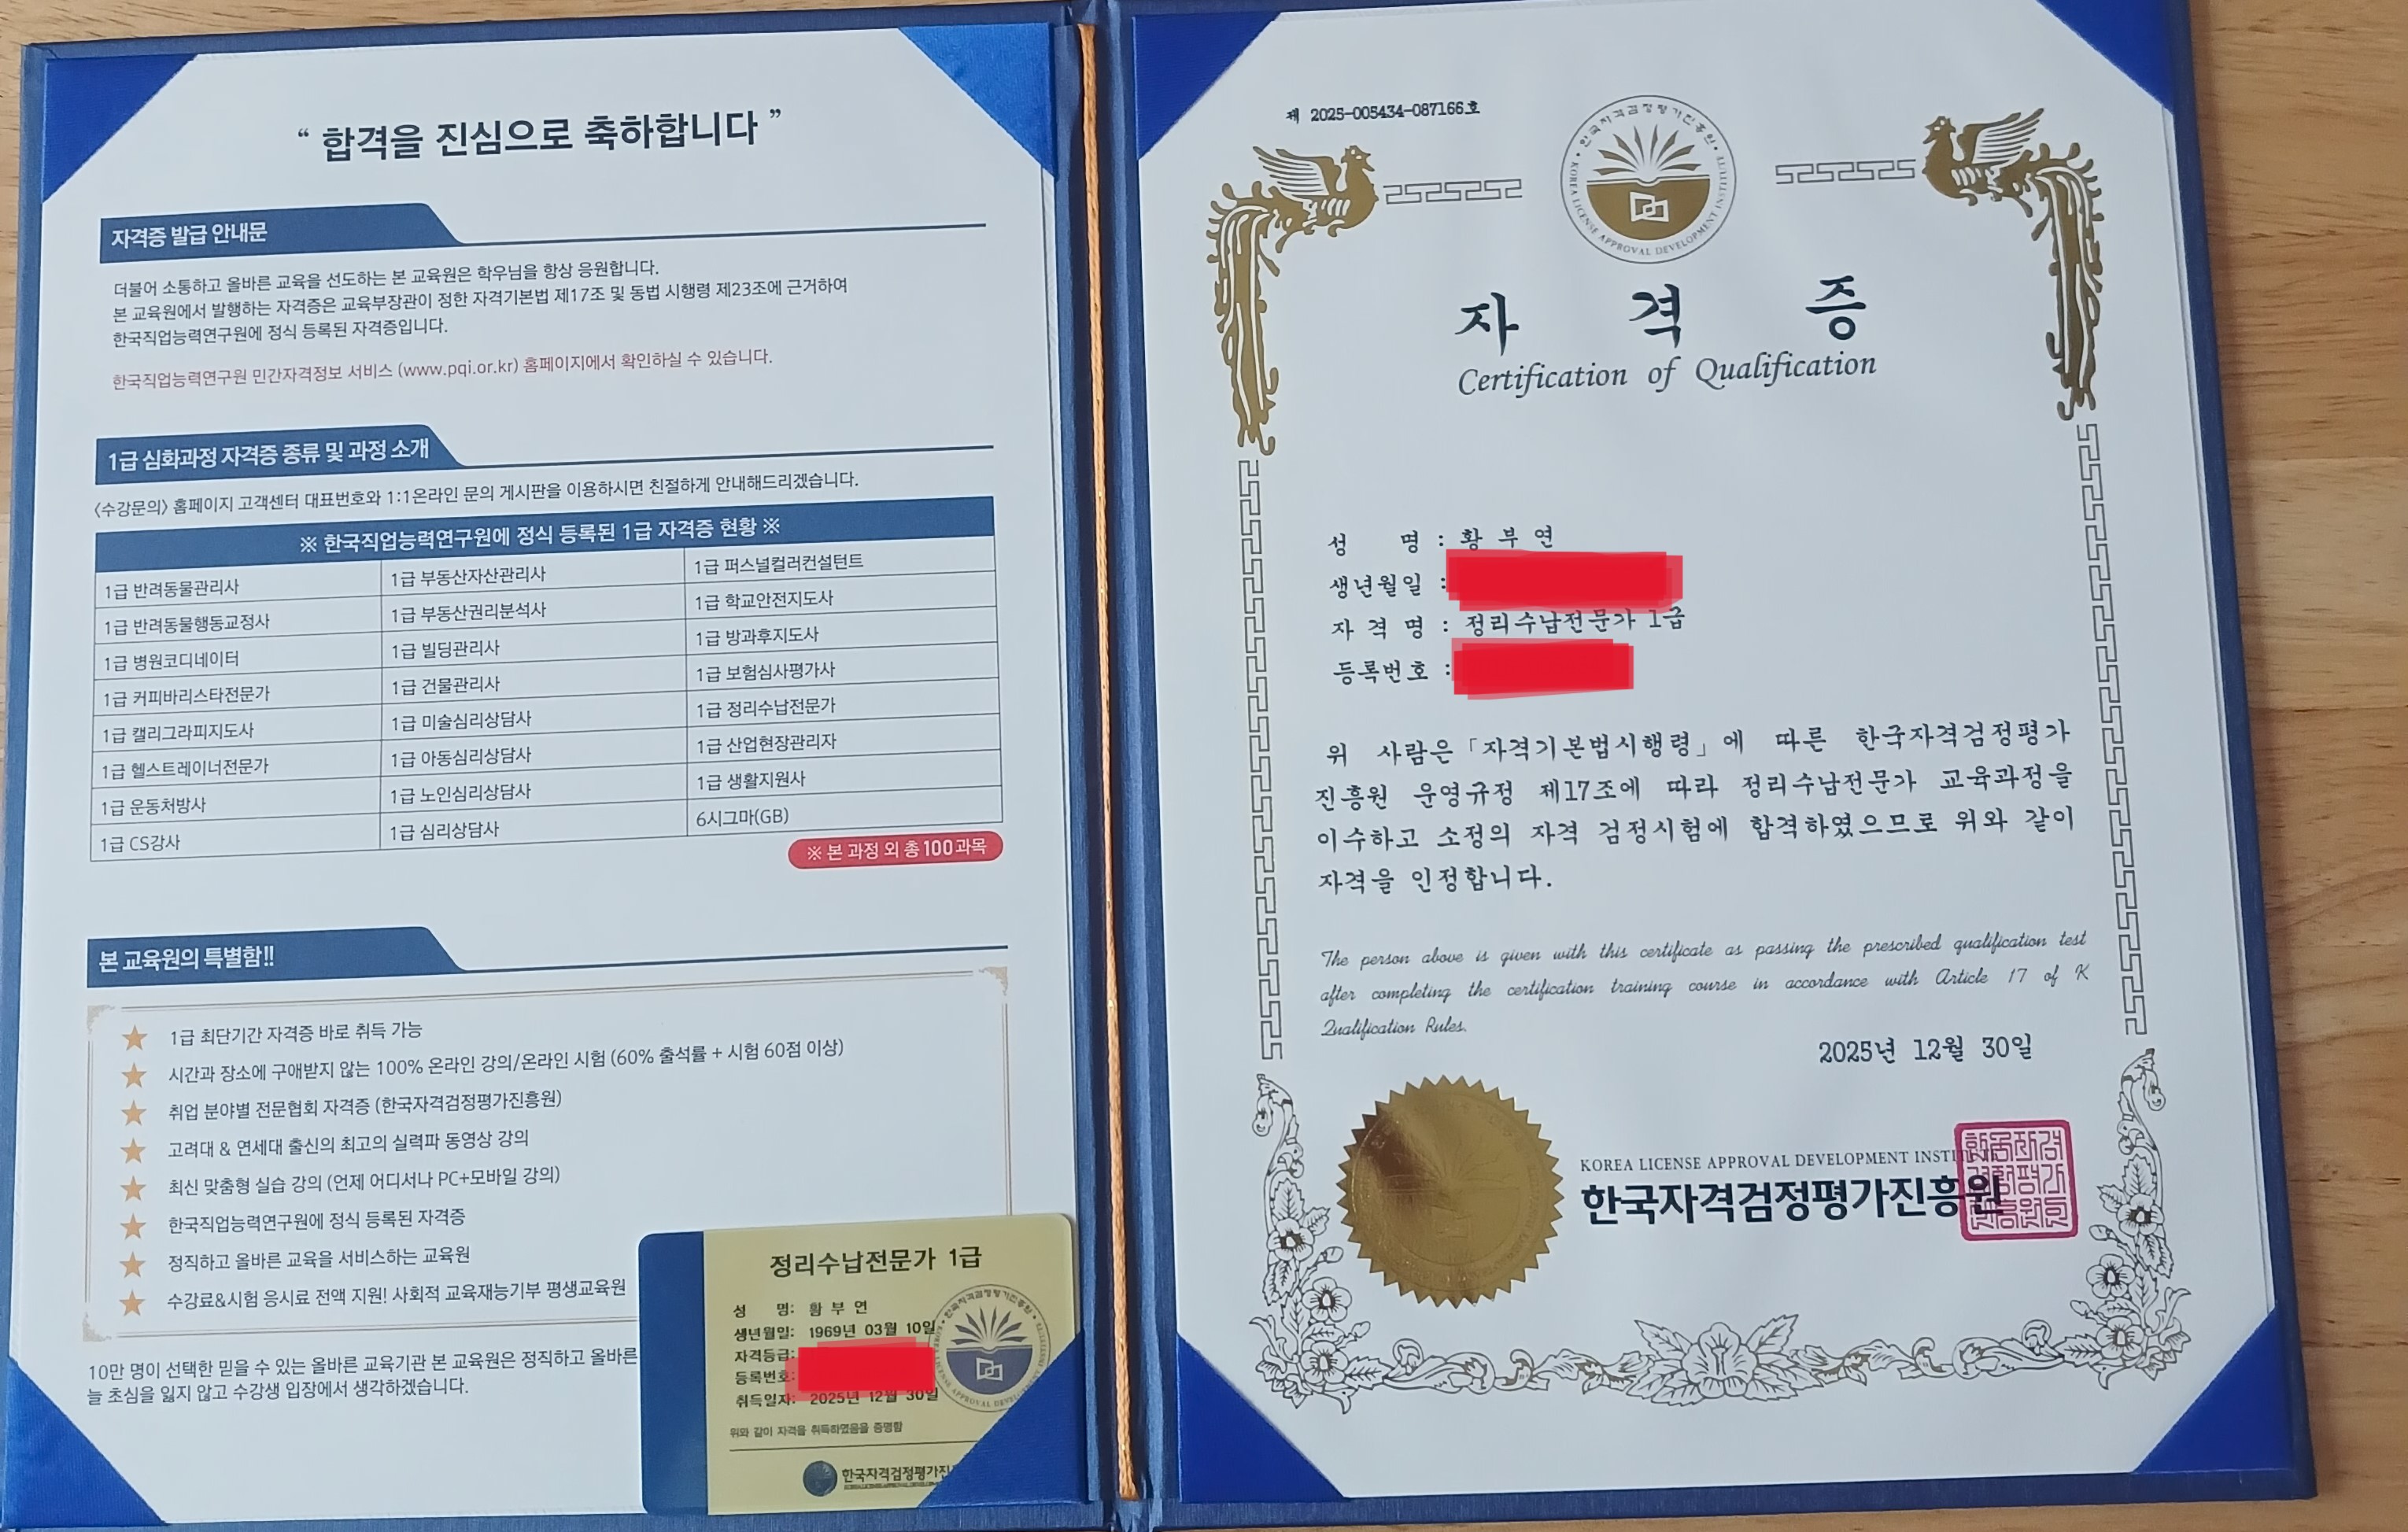 “ 합격을 진심으로 축하합니다 ”
자격증 발급 안내문
더불어 소통하고 올바른 교육을 선도하는 본 교육원은 학우님을 항상 응원합니다.
본 교육원에서 발행하는 자격증은 교육부장관이 정한 자격기본법 제17조 및 동법 시행령 제23조에 근거하여
한국직업능력연구원에 정식 등록된 자격증입니다.
한국직업능력연구원 민간자격정보 서비스 (www.pqi.or.kr) 홈페이지에서 확인하실 수 있습니다.
1급 심화과정 자격증 종류 및 과정 소개
<수강문의> 홈페이지 고객센터 대표번호와 1:1온라인 문의 게시판을 이용하시면 친절하게 안내해드리겠습니다.
※ 한국직업능력연구원에 정식 등록된 1급 자격증 현황 ※
1급 반려동물관리사 1급 부동산자산관리사 1급 퍼스널컬러컨설턴트
1급 반려동물행동교정사 1급 부동산권리분석사 1급 학교안전지도사
1급 병원코디네이터 1급 빌딩관리사 1급 방과후지도사
1급 커피바리스타전문가 1급 건물관리사 1급 보험심사평가사
1급 캘리그라피지도사 1급 미술심리상담사 1급 정리수납전문가
1급 헬스트레이너전문가 1급 아동심리상담사 1급 산업현장관리자
1급 운동처방사 1급 노인심리상담사 1급 생활지원사
1급 CS강사 1급 심리상담사 6시그마(GB)
※ 본 과정 외 총 100과목
본 교육원의 특별함!!
1급 최단기간 자격증 바로 취득 가능
시간과 장소에 구애받지 않는 100% 온라인 강의/온라인 시험 (60% 출석률 + 시험 60점 이상)
취업 분야별 전문협회 자격증 (한국자격검정평가진흥원)
고려대 & 연세대 출신의 최고의 실력파 동영상 강의
최신 맞춤형 실습 강의 (언제 어디서나 PC+모바일 강의)
한국직업능력연구원에 정식 등록된 자격증
정직하고 올바른 교육을 서비스하는 교육원
수강료&시험 응시료 전액 지원! 사회적 교육재능기부 평생교육원
10만 명이 선택한 믿을 수 있는 올바른 교육기관 본 교육원은 정직하고 올바른
늘 초심을 잃지 않고 수강생 입장에서 생각하겠습니다.
정리수납전문가 1급
성 명: 황 부 연
생년월일: 1969년 03월 10일
자격등급:
등록번호:
취득일자: 2025년 12월 30일
위와 같이 자격을 취득하였음을 증명함
한국자격검정평가진
제 2025-005434-087166호
한국자격검정평가진흥원
KOREA LICENSE APPROVAL DEVELOPMENT INSTITUTE
자 격 증
Certification of Qualification
성 명 : 황 부 연
생년월일 :
자 격 명 : 정리수납전문가 1급
등록번호 :
위 사람은 「자격기본법시행령」에 따른 한국자격검정평가
진흥원 운영규정 제17조에 따라 정리수납전문가 교육과정을
이수하고 소정의 자격 검정시험에 합격하였으므로 위와 같이
자격을 인정합니다.
The person above is given with this certificate as passing the prescribed qualification test
after completing the certification training course in accordance with Article 17 of K
Qualification Rules.
2025년 12월 30일
KOREA LICENSE APPROVAL DEVELOPMENT INSTITUTE
한국자격검정평가진흥원